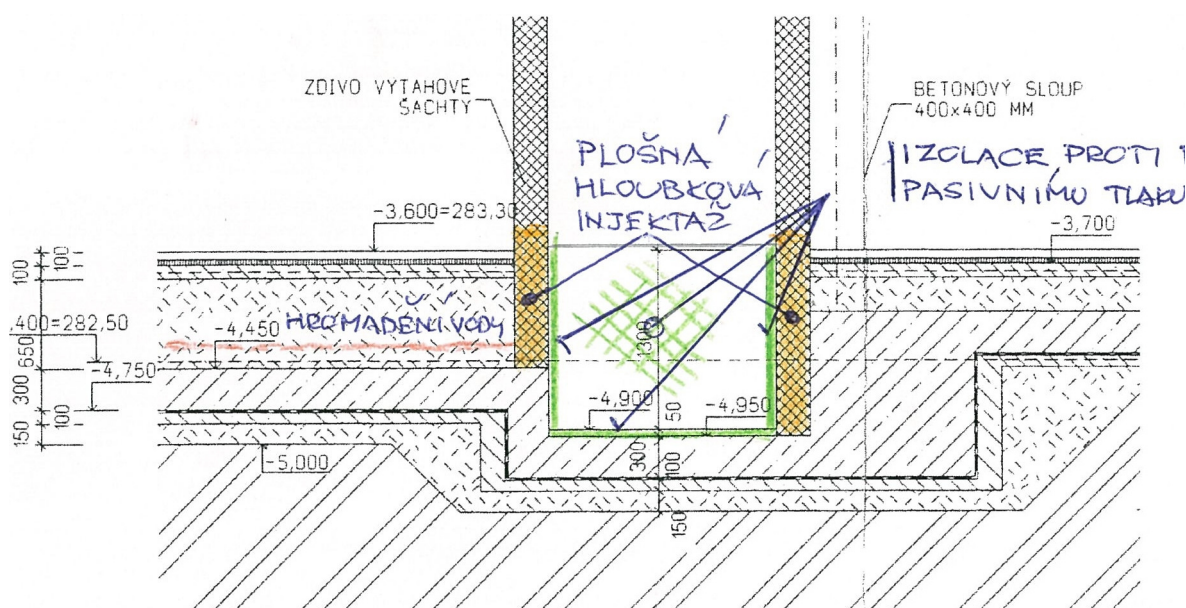 ZDIVO VÝTAHOVÉ
ŠACHTY
BETONOVÝ SLOUP
400x400 MM
PLOŠNÁ
HLOUBKOVÁ
INJEKTÁŽ
IZOLACE PROTI
PASIVNÍMU TLAKU
-3,600=283,30
-3,700
100
100
HROMADĚNÍ VODY
,400=282,50
-4,450
1300
650
-4,750
300
-4,900
50
-4,950
100
150
-5,000
300
100
150